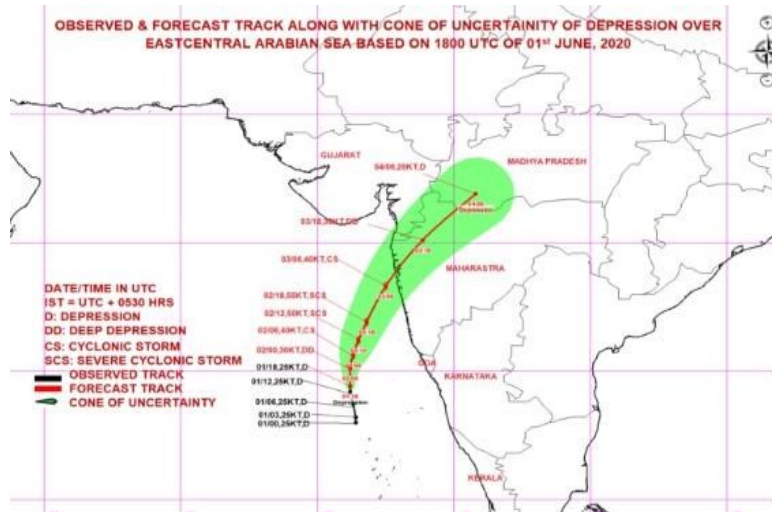 OBSERVED & FORECAST TRACK ALONG WITH CONE OF UNCERTAINITY OF DEPRESSION OVER
EASTCENTRAL ARABIAN SEA BASED ON 1800 UTC OF 01ST JUNE, 2020
GUJARAT
MADHYA PRADESH
04/06,20KT,D
Depression
03/18,30KT,DD
MAHARASTRA
03/06,40KT,CS
DATE/TIME IN UTC
IST = UTC + 0530 HRS
D: DEPRESSION
DD: DEEP DEPRESSION
CS: CYCLONIC STORM
SCS: SEVERE CYCLONIC STORM
OBSERVED TRACK
FORECAST TRACK
CONE OF UNCERTAINTY
02/18,55KT,SCS
02/12,50KT,SCS
02/06,40KT,CS
02/00,30KT,DD
01/18,25KT,D
01/12,25KT,D
Depression
01/06,25KT,D
01/03,25KT,D
01/00,25KT,D
GOA
KARNATAKA
KERALA